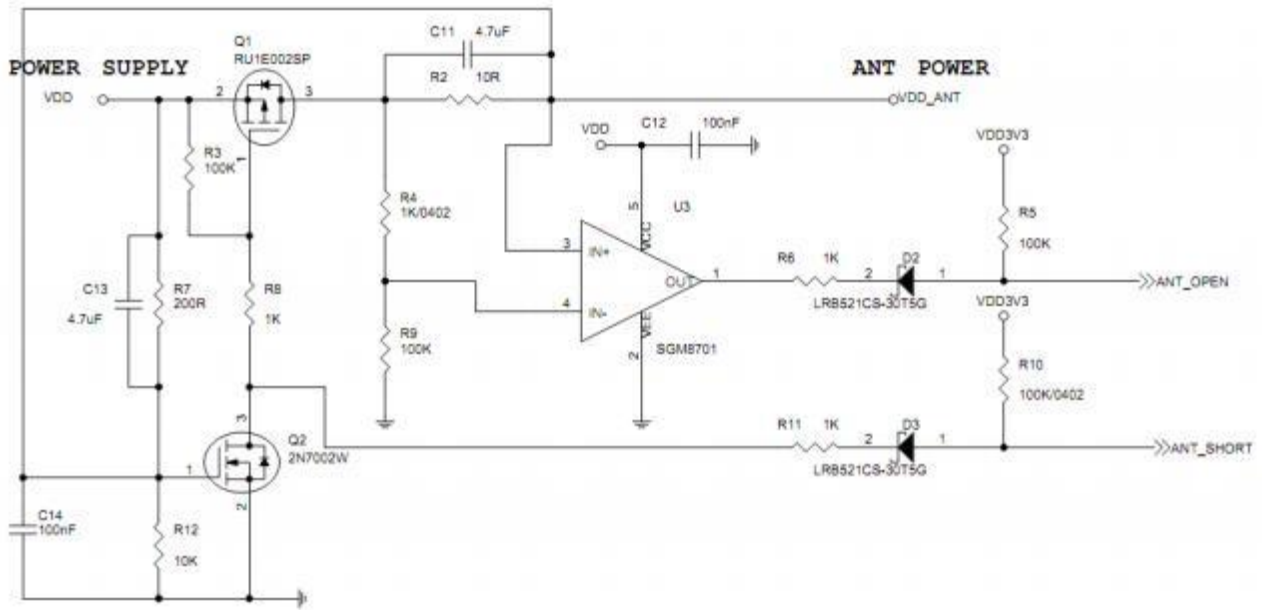 C11 4.7uF
Q1
RU1E002SP
R2 10R
POWER SUPPLY
ANT POWER
VDD
2
3
VDD_ANT
1
R3
100K
VDD
C12 100nF
VDD3V3
R4
1K/0402
5
U3
R5
100K
3
IN+
VCC
C13
4.7uF
R7
200R
R8
1K
OUT
1
R6 1K
2
D2
1
LRB521CS-30T5G
ANT_OPEN
4
IN-
VEE
2
SGM8701
VDD3V3
R9
100K
R10
100K/0402
3
Q2
2N7002W
1
2
R11 1K
2
D3
1
LRB521CS-30T5G
ANT_SHORT
C14
100nF
R12
10K